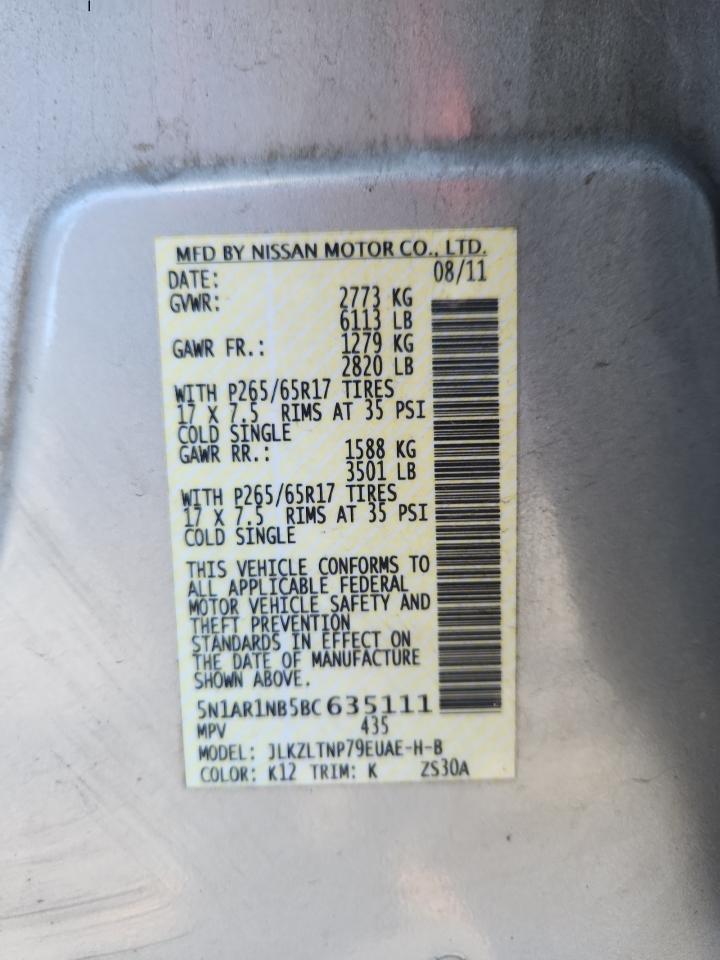 MFD BY NISSAN MOTOR CO., LTD.
DATE: 08/11
GVWR: 2773 KG
6113 LB
GAWR FR.: 1279 KG
2820 LB
WITH P265/65R17 TIRES
17 X 7.5 RIMS AT 35 PSI
COLD SINGLE
GAWR RR.: 1588 KG
3501 LB
WITH P265/65R17 TIRES
17 X 7.5 RIMS AT 35 PSI
COLD SINGLE
THIS VEHICLE CONFORMS TO
ALL APPLICABLE FEDERAL
MOTOR VEHICLE SAFETY AND
THEFT PREVENTION
STANDARDS IN EFFECT ON
THE DATE OF MANUFACTURE
SHOWN ABOVE.
5N1AR1NB5BC635111
MPV 435
MODEL: JLKZLTNP79EUAE-H-B
COLOR: K12 TRIM: K ZS30A